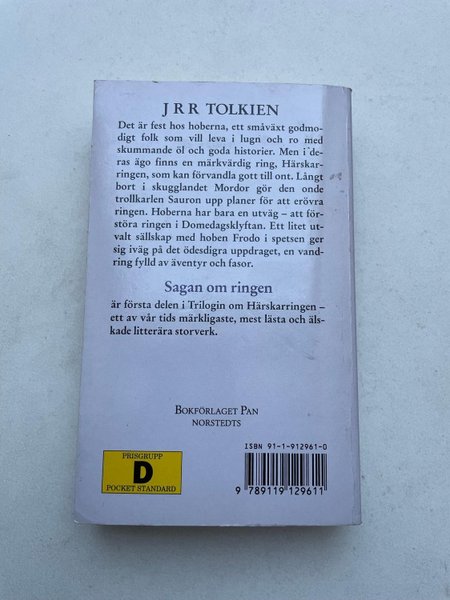 J R R TOLKIEN
Det är fest hos hoberna, ett småväxt godmo-
digt folk som vill leva i lugn och ro med
skummande öl och goda historier. Men i de-
ras ägo finns en märkvärdig ring, Härskar-
ringen, som kan förvandla gott till ont. Långt
bort i skugglandet Mordor gör den onde
trollkarlen Sauron upp planer för att erövra
ringen. Hoberna har bara en utväg – att för-
störa ringen i Domedagsklyftan. Ett litet ut-
valt sällskap med hoben Frodo i spetsen ger
sig iväg på det ödesdigra uppdraget, en vand-
ring fylld av äventyr och fasor.
Sagan om ringen
är första delen i Trilogin om Härskarringen –
ett av vår tids märkligaste, mest lästa och äls-
kade litterära storverk.
BOKFÖRLAGET PAN
NORSTEDTS
ISBN 91-1-912961-0
PRISGRUPP
D
POCKET STANDARD
9 789119 129611